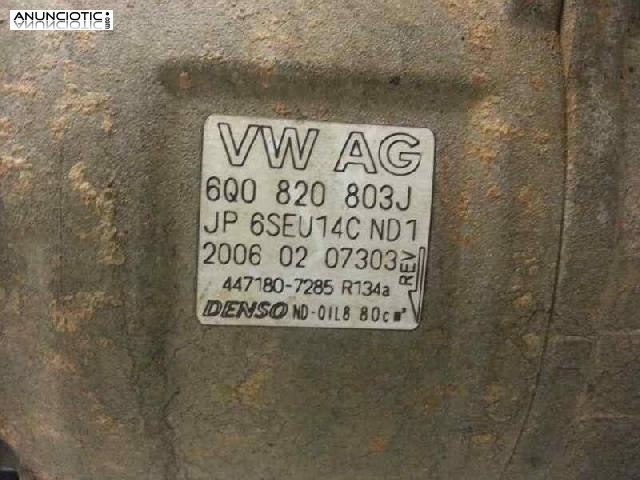 ANUNCIOTIC.com
VW AG
6Q0 820 803J
JP 6SEU14C ND1
2006 02 07303
REV
447180-7285 R134a
DENSO ND-OIL8 80cm³